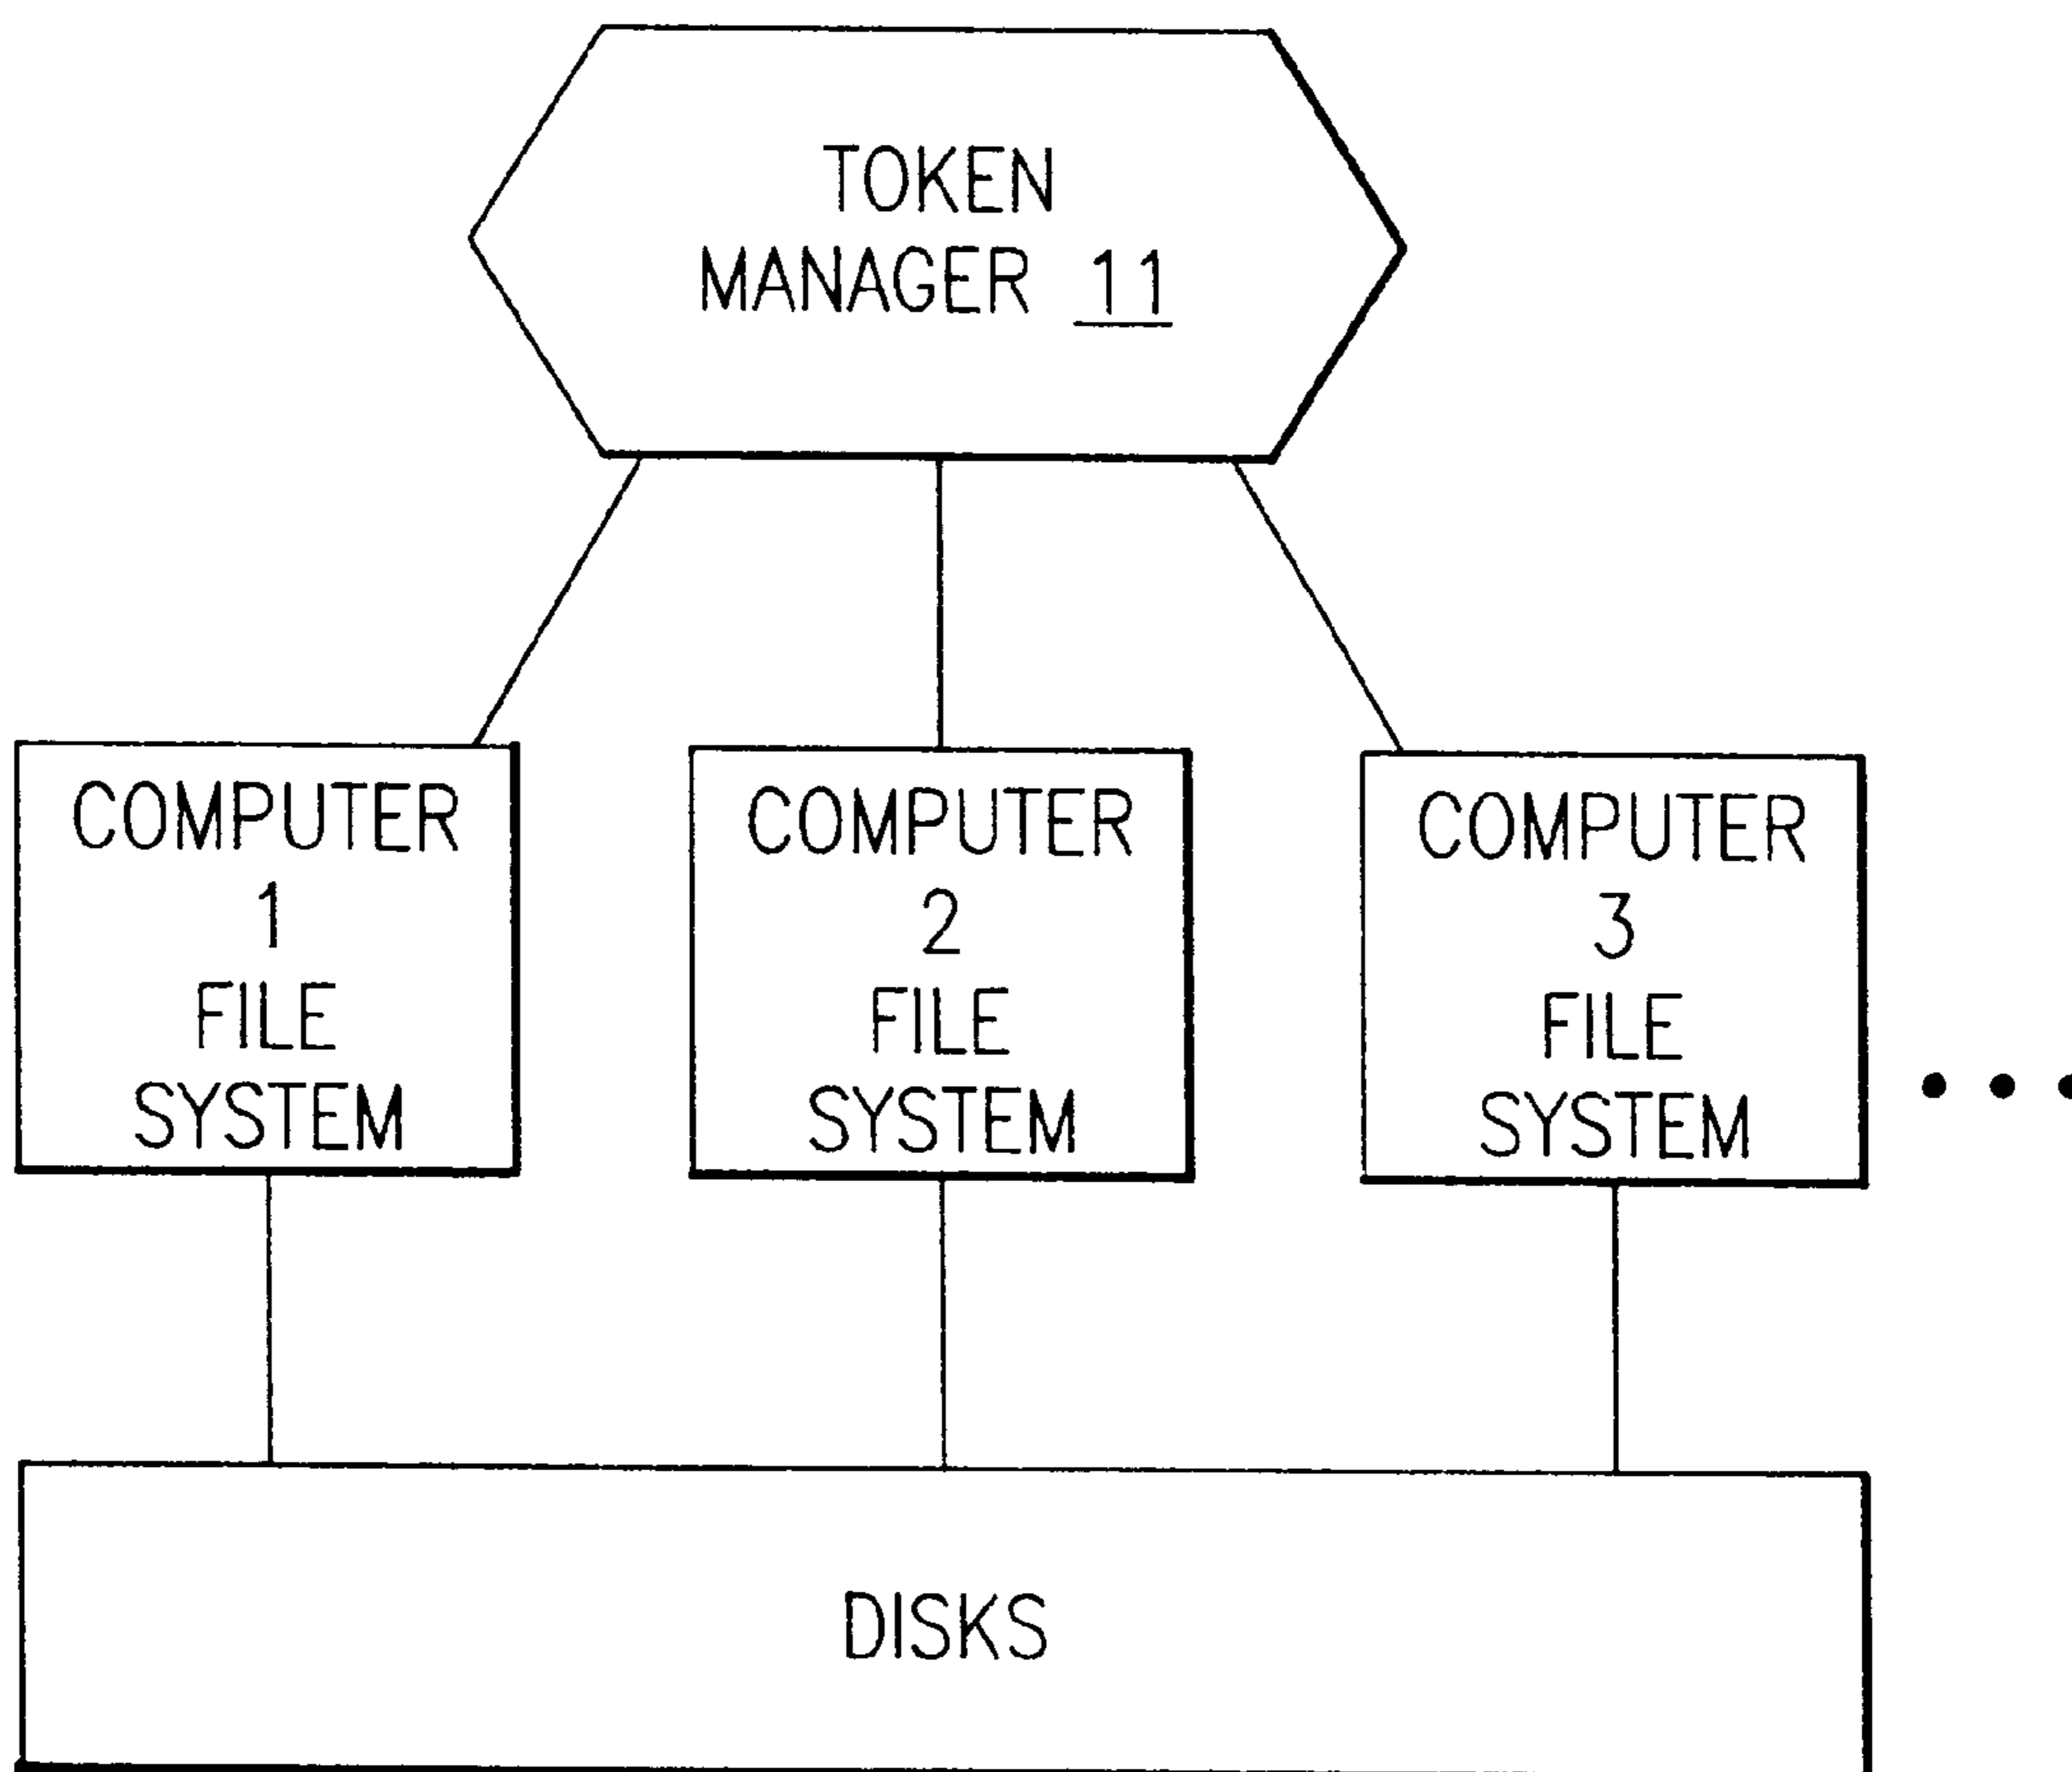 TOKEN
MANAGER 11
COMPUTER
1
FILE
SYSTEM
COMPUTER
2
FILE
SYSTEM
COMPUTER
3
FILE
SYSTEM
DISKS